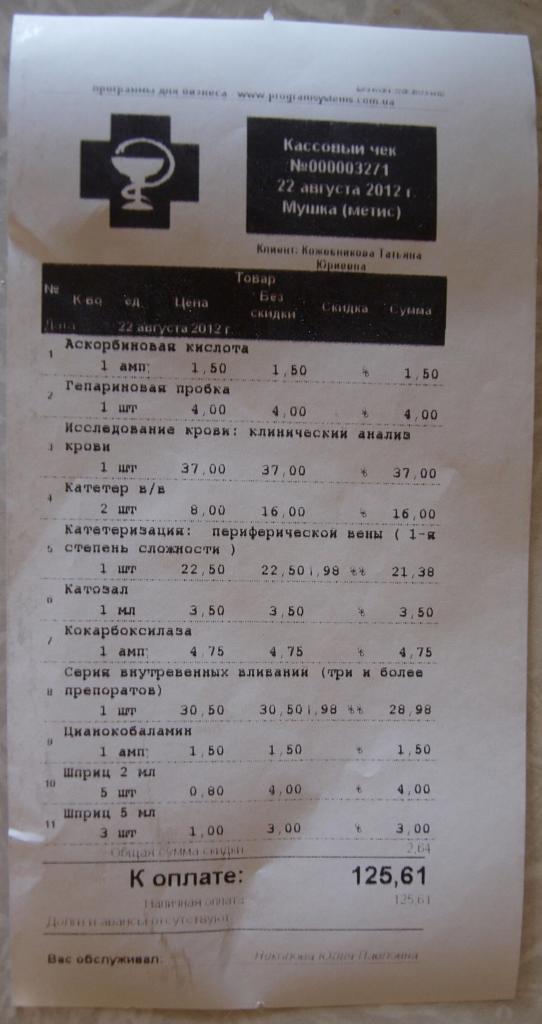 программы для бизнеса www.programsystems.com.ua
Кассовый чек
№000003271
22 августа 2012 г.
Мушка (метис)
Клиент: Кожевникова Татьяна
Юриевна
Товар
№ К во ед. Цена Без скидки Скидка Сумма
Дата 22 августа 2012 г.
1 Аскорбиновая кислота
1 амп; 1,50 1,50 % 1,50
2 Гепариновая пробка
1 шт 4,00 4,00 % 4,00
3 Исследование крови: клинический анализ
крови
1 шт 37,00 37,00 % 37,00
4 Катетер в/в
2 шт 8,00 16,00 % 16,00
5 Катетеризация: периферической вены ( 1-я
степень сложности )
1 шт 22,50 22,50 1,98 %% 21,38
6 Катозал
1 мл 3,50 3,50 % 3,50
7 Кокарбоксилаза
1 амп; 4,75 4,75 % 4,75
8 Серия внутревенных вливаний (три и более
препоратов)
1 шт 30,50 30,50 1,98 %% 28,98
9 Цианокобаламин
1 амп; 1,50 1,50 % 1,50
10 Шприц 2 мл
5 шт 0,80 4,00 % 4,00
11 Шприц 5 мл
3 шт 1,00 3,00 % 3,00
Общая сумма скидки 2,64
К оплате: 125,61
Наличная оплата 125,61
Долги и авансы отсутствуют
Вас обслуживал: